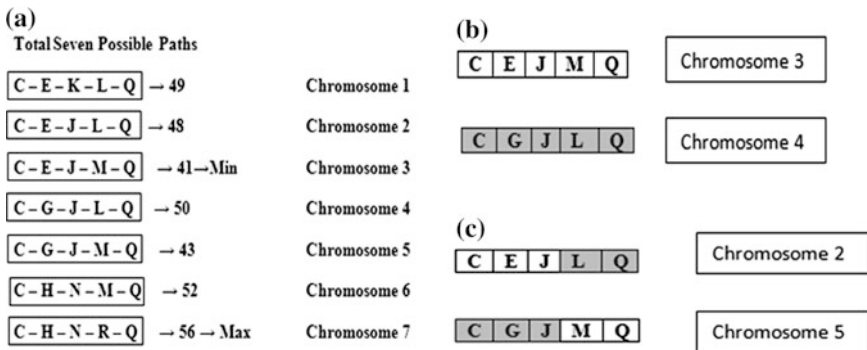 (a)
Total Seven Possible Paths
C – E – K – L – Q → 49 Chromosome 1
C – E – J – L – Q → 48 Chromosome 2
C – E – J – M – Q → 41→Min Chromosome 3
C – G – J – L – Q → 50 Chromosome 4
C – G – J – M – Q → 43 Chromosome 5
C – H – N – M – Q → 52 Chromosome 6
C – H – N – R – Q → 56 → Max Chromosome 7
(b)
C E J M Q Chromosome 3
C G J L Q Chromosome 4
(c)
C E J L Q Chromosome 2
C G J M Q Chromosome 5